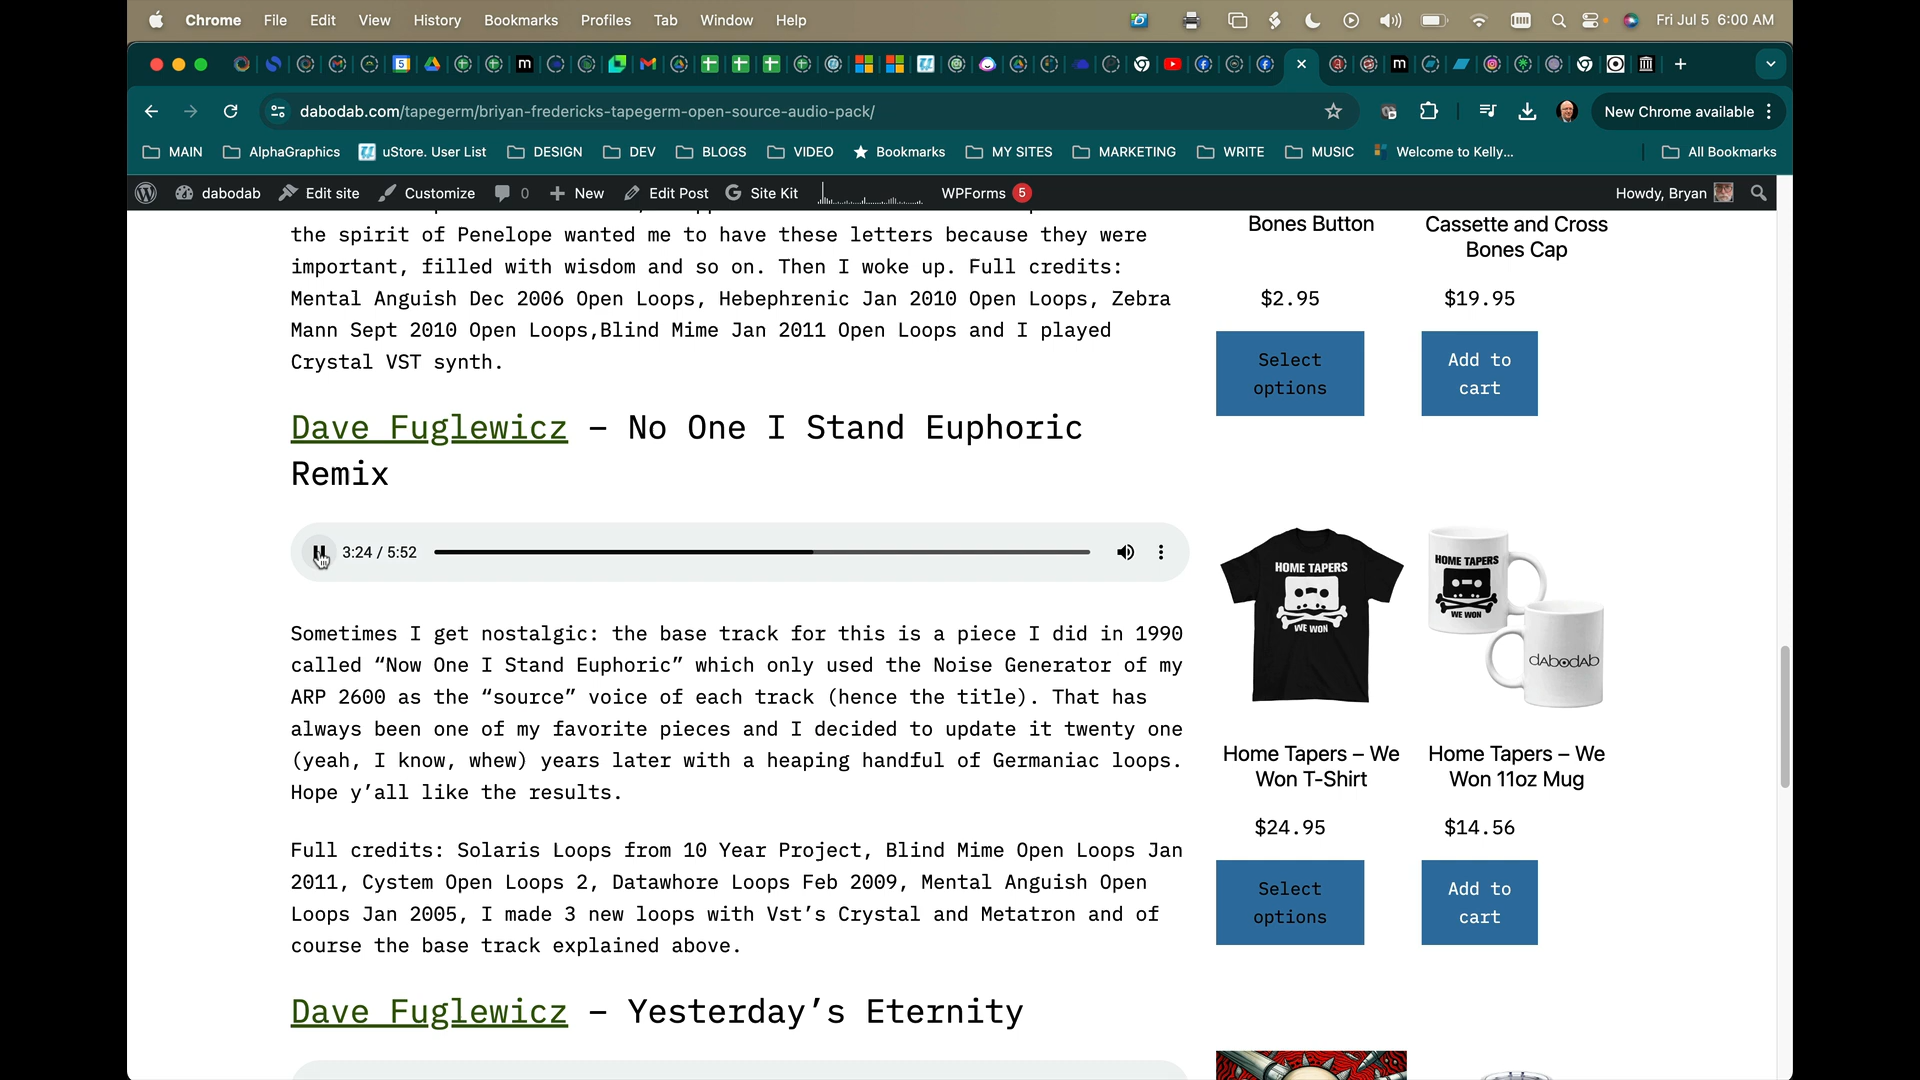 Chrome File Edit View History Bookmarks Profiles Tab Window Help Fri Jul 5 6:00 AM
dabodab.com/tapegerm/briyan-fredericks-tapegerm-open-source-audio-pack/ New Chrome available
MAIN AlphaGraphics uStore. User List DESIGN DEV BLOGS VIDEO Bookmarks MY SITES MARKETING WRITE MUSIC Welcome to Kelly... All Bookmarks
dabodab Edit site Customize 0 New Edit Post Site Kit WPForms 5 Howdy, Bryan
the spirit of Penelope wanted me to have these letters because they were
important, filled with wisdom and so on. Then I woke up. Full credits:
Mental Anguish Dec 2006 Open Loops, Hebephrenic Jan 2010 Open Loops, Zebra
Mann Sept 2010 Open Loops,Blind Mime Jan 2011 Open Loops and I played
Crystal VST synth.
Dave Fuglewicz – No One I Stand Euphoric
Remix
3:24 / 5:52
Sometimes I get nostalgic: the base track for this is a piece I did in 1990
called “Now One I Stand Euphoric” which only used the Noise Generator of my
ARP 2600 as the “source” voice of each track (hence the title). That has
always been one of my favorite pieces and I decided to update it twenty one
(yeah, I know, whew) years later with a heaping handful of Germaniac loops.
Hope y’all like the results.
Full credits: Solaris Loops from 10 Year Project, Blind Mime Open Loops Jan
2011, Cystem Open Loops 2, Datawhore Loops Feb 2009, Mental Anguish Open
Loops Jan 2005, I made 3 new loops with Vst’s Crystal and Metatron and of
course the base track explained above.
Dave Fuglewicz – Yesterday’s Eternity
Bones Button
$2.95
Select
options
Cassette and Cross
Bones Cap
$19.95
Add to
cart
HOME TAPERS
WE WON
Home Tapers – We
Won T-Shirt
$24.95
Select
options
HOME TAPERS
WE WON
dabodab
Home Tapers – We
Won 11oz Mug
$14.56
Add to
cart